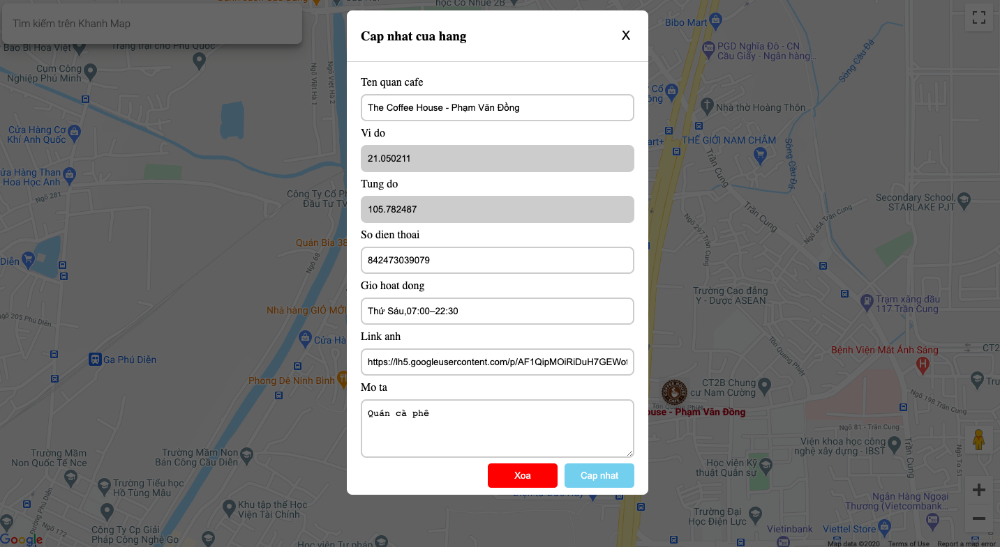 học Cổ Nhuế 2B
Tìm kiếm trên Khanh Map
Bao Bì Hoa Việt
Trang trại chó Phú Quốc
Cụm Công
Nghiệp Phú Minh
Ngõ Việt Hà 1
Ngõ Việt Hà 2
Cửa Hàng Cơ
Khí Anh Quốc
Cửa Hàng Than
Hoa Học Anh
Ngõ 281
Công Ty Cổ Ph
Đầu Tư TV
Quán Bia 38
Diễn
Ngõ 68
Nhà hàng GIÓ MỚI
Ngõ 205 Phú Diễn
Cửa Hà
Ga Phú Diễn
Phong Dê Ninh Bình
Trường Mầm
Non Quốc Tế Nce
Trường Mầm Non
Bán Công Cầu Diễn
Trường Tiểu học
Hồ Tùng Mậu
Khu tập thể Học
Viện Tài Chính
Đường Phú Diễn
Ngõ 172
Công Ty Cp Giải
Pháp Công Nghệ Go
Học viện Tư pháp
Google
Cap nhat cua hang
X
Ten quan cafe
The Coffee House - Phạm Văn Đồng
Vi do
21.050211
Tung do
105.782487
So dien thoai
842473039079
Gio hoat dong
Thứ Sáu,07:00–22:30
Link anh
https://lh5.googleusercontent.com/p/AF1QipMOiRiDuH7GEWot
Mo ta
Quán cà phê
Xoa
Cap nhat
Bibo Mart
PGD Nghĩa Đô - CN
Cầu Giấy - Ngân hàng...
Sông Cầu Đá
Cổ
ông
Nhà thờ Hoàng Thôn
art+
THẾ GIỚI NAM CHÂM
Trần Cung
Sông Cầu Đá
Secondary School,
STARLAKE PJT
Trần Cung
Ngõ 354-Trần Cung
Ngõ 297 Trần Cung
Trường Cao đẳng
Y - Dược ASEAN
Trạm xăng dầu
117 Trần Cung
Tôn Quang Phiệt
Bệnh Viện Mắt Ánh Sáng
CT2
CT2B Chung
cư Nam Cường
Tru
Tôn Quang Phiệt
ouse - Phạm Văn Đồng
Ngõ 198 Trần Cung
Ngõ 81 - Trần Cung
Viện khoa học công
nghệ xây dựng - IBST
Trần Cung
Ngõ To 51
Học viện Kỹ
thuật Quân sự
Ngân Hàng Ngoại
Thương (Vietcombank...
Trường Đại
Học Điện Lực
Vietinbank
Viettel Store
Map data ©2020
Terms of Use
Report a map error